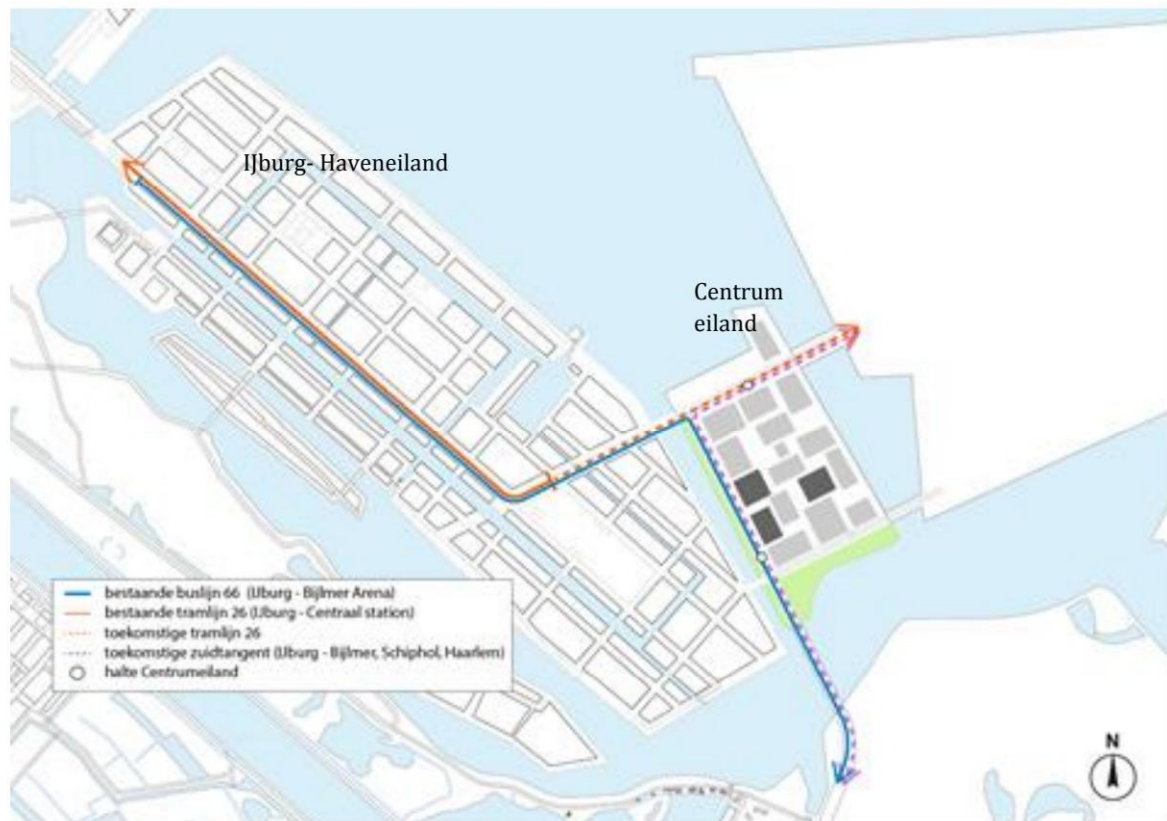 IJburg- Haveneiland
Centrum
eiland
bestaande buslijn 66 (IJburg - Bijlmer Arena)
bestaande tramlijn 26 (IJburg - Centraal station)
toekomstige tramlijn 26
toekomstige zuidtangent (IJburg - Bijlmer, Schiphol, Haarlem)
halte Centrumeiland
N